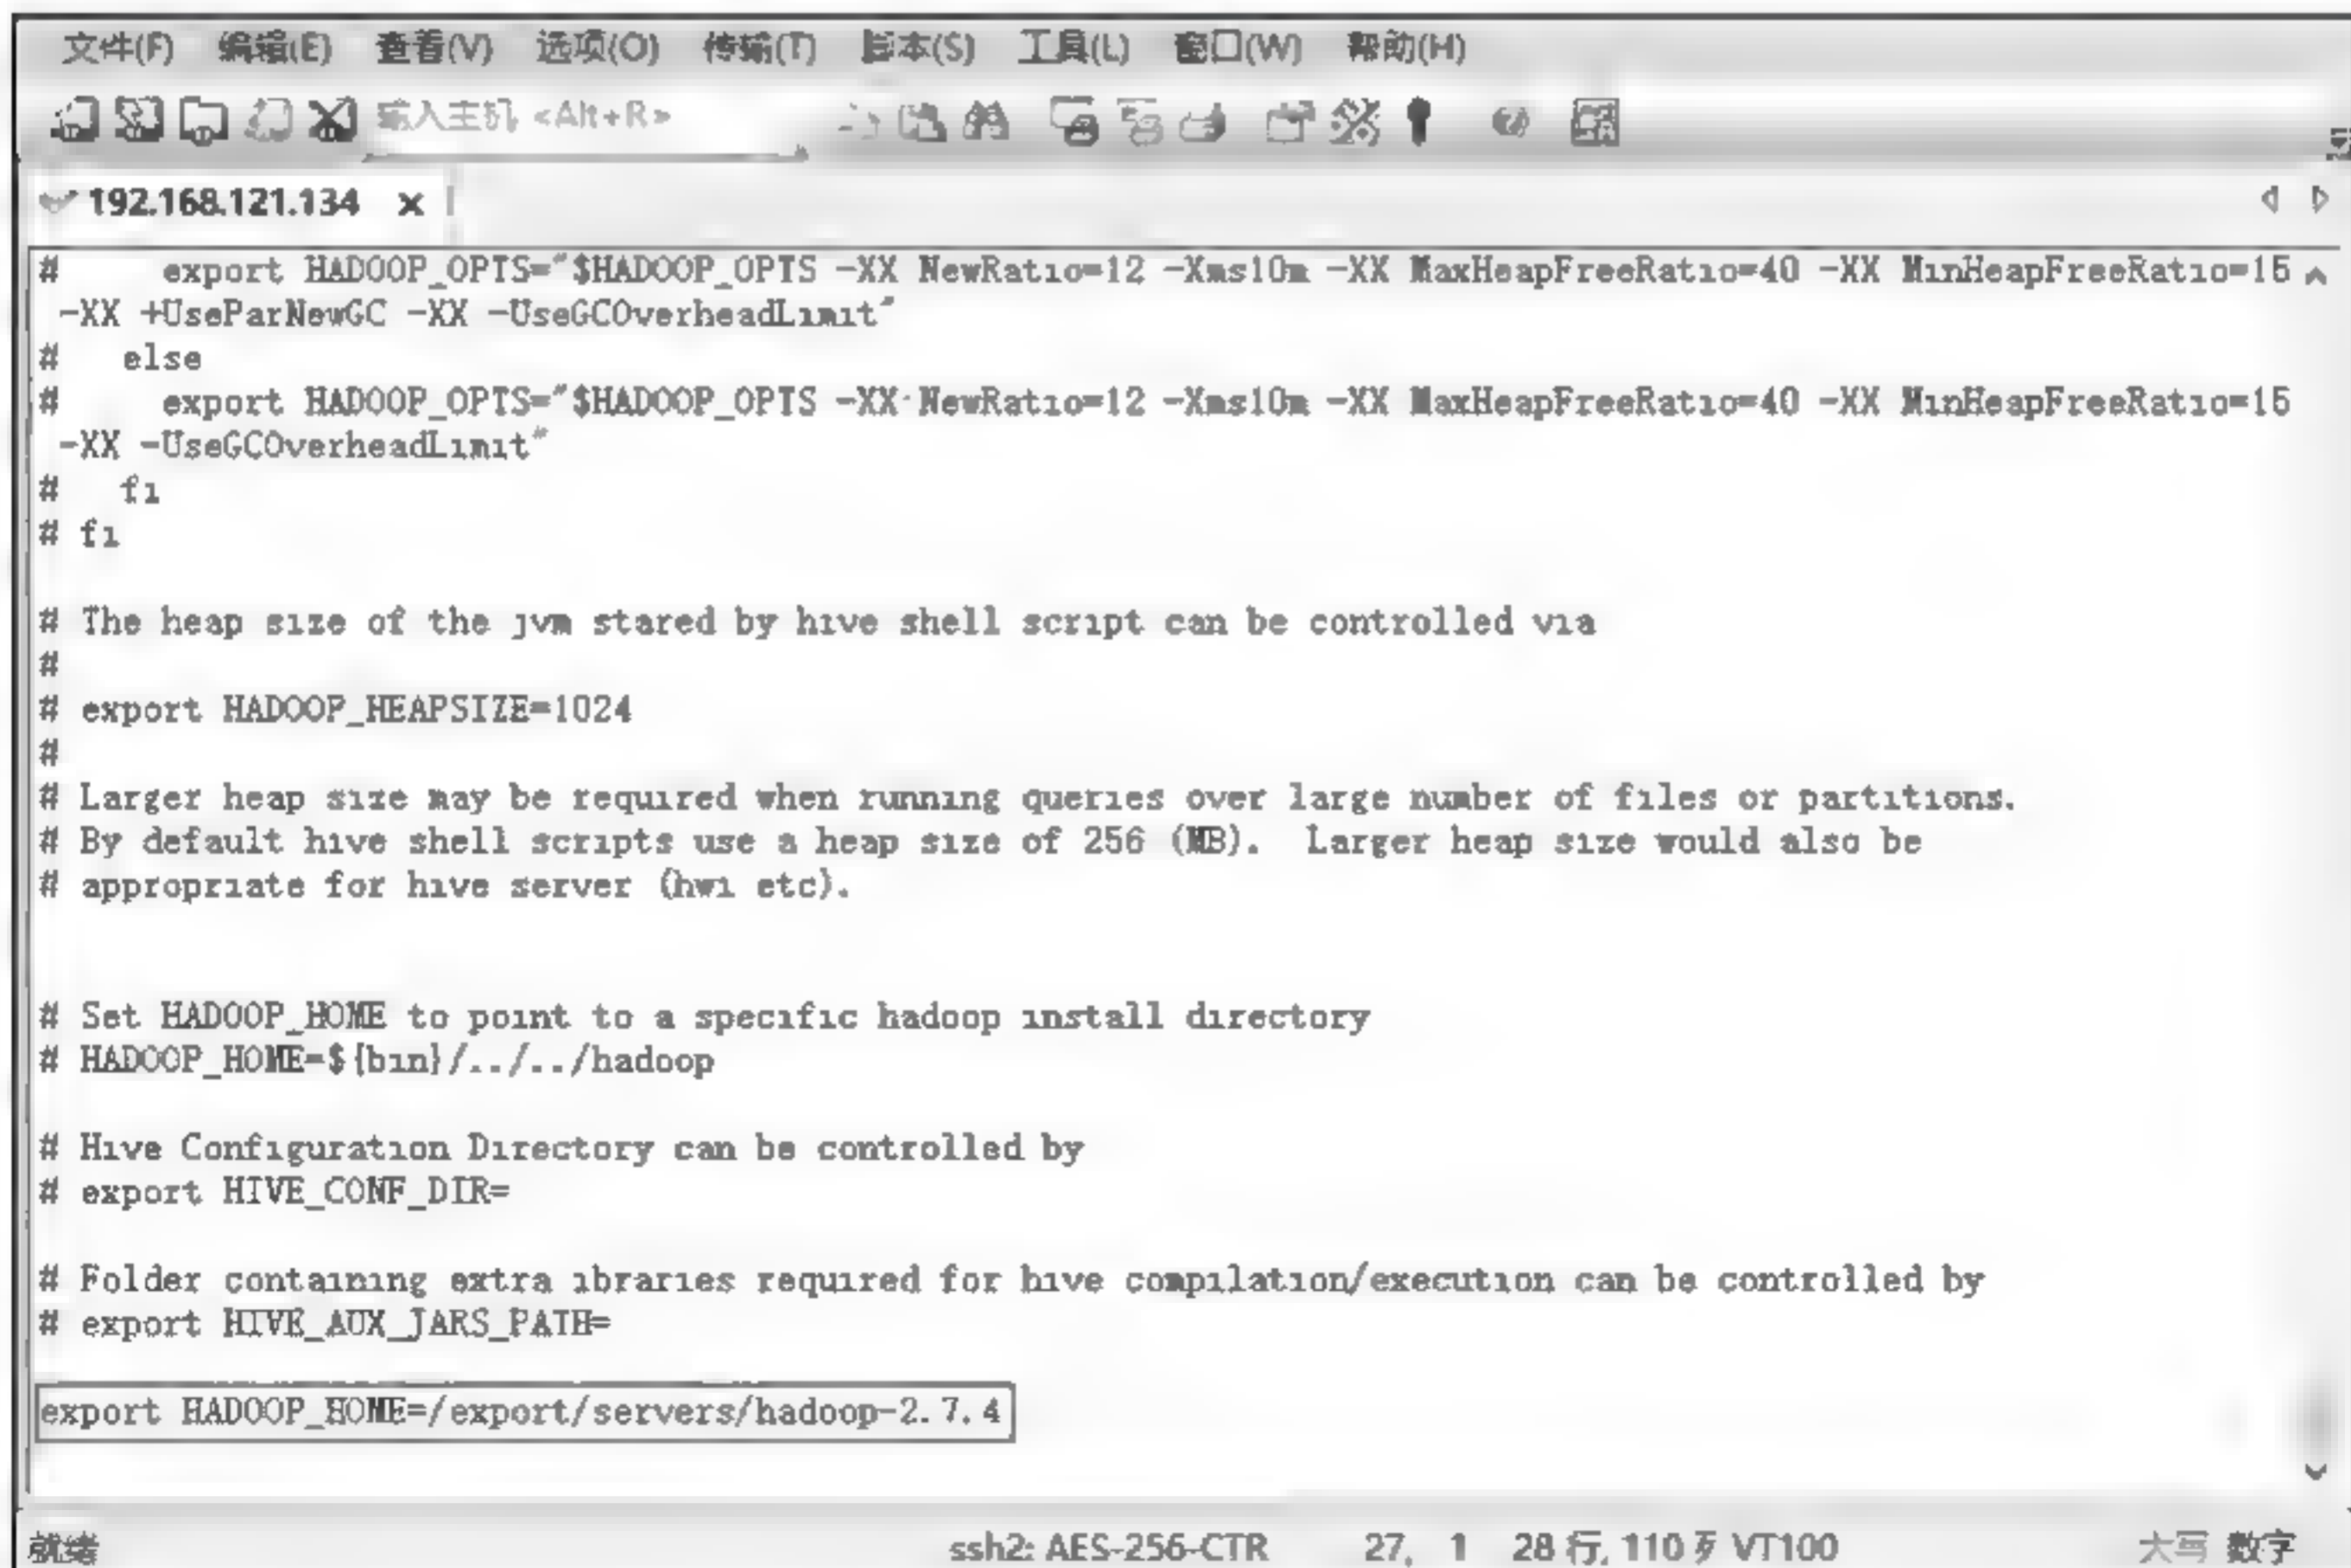 文件(F) 编辑(E) 查看(V) 选项(O) 传输(T) 脚本(S) 工具(L) 窗口(W) 帮助(H)
输入主机 <Alt+R>
192.168.121.134 ×
#     export HADOOP_OPTS="$HADOOP_OPTS -XX NewRatio=12 -Xms10m -XX MaxHeapFreeRatio=40 -XX MinHeapFreeRatio=15
 -XX +UseParNewGC -XX -UseGCOverheadLimit"
#   else
#     export HADOOP_OPTS="$HADOOP_OPTS -XX:NewRatio=12 -Xms10m -XX MaxHeapFreeRatio=40 -XX MinHeapFreeRatio=15
 -XX -UseGCOverheadLimit"
#   fi
# fi
# The heap size of the jvm stared by hive shell script can be controlled via
#
# export HADOOP_HEAPSIZE=1024
#
# Larger heap size may be required when running queries over large number of files or partitions.
# By default hive shell scripts use a heap size of 256 (MB).  Larger heap size would also be
# appropriate for hive server (hwi etc).
# Set HADOOP_HOME to point to a specific hadoop install directory
# HADOOP_HOME=${bin}/../../hadoop
# Hive Configuration Directory can be controlled by
# export HIVE_CONF_DIR=
# Folder containing extra ibraries required for hive compilation/execution can be controlled by
# export HIVE_AUX_JARS_PATH=
export HADOOP_HOME=/export/servers/hadoop-2.7.4
就绪 ssh2: AES-256-CTR 27, 1 28 行, 110 列 VT100 大写 数字